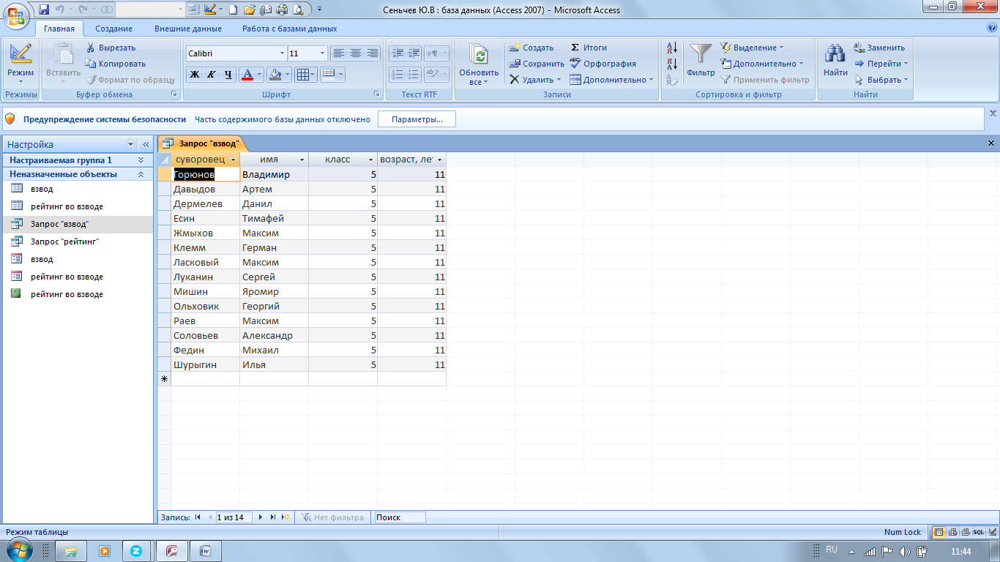 Сеньчев Ю.В : база данных (Access 2007) - Microsoft Access
Главная Создание Внешние данные Работа с базами данных
Режим
Режимы
Вставить
Вырезать
Копировать
Формат по образцу
Буфер обмена
Calibri 11
Ж К Ч А
Шрифт
Текст RTF
Обновить все
Создать
Сохранить
Удалить
Итоги
Орфография
Дополнительно
Записи
Фильтр
Выделение
Дополнительно
Применить фильтр
Сортировка и фильтр
Найти
Заменить
Перейти
Выбрать
Найти
Предупреждение системы безопасности Часть содержимого базы данных отключено Параметры...
Настройка
Настраиваемая группа 1
Неназначенные объекты
взвод
рейтинг во взводе
Запрос "взвод"
Запрос "рейтинг"
взвод
рейтинг во взводе
рейтинг во взводе
Запрос "взвод"
суворовец имя класс возраст, лет
Горюнов Владимир 5 11
Давыдов Артем 5 11
Дермелев Данил 5 11
Есин Тимафей 5 11
Жмыхов Максим 5 11
Клемм Герман 5 11
Ласковый Максим 5 11
Луканин Сергей 5 11
Мишин Яромир 5 11
Ольховик Георгий 5 11
Раев Максим 5 11
Соловьев Александр 5 11
Федин Михаил 5 11
Шурыгин Илья 5 11
Запись: 1 из 14 Нет фильтра Поиск
Режим таблицы Num Lock SQL
RU 11:44